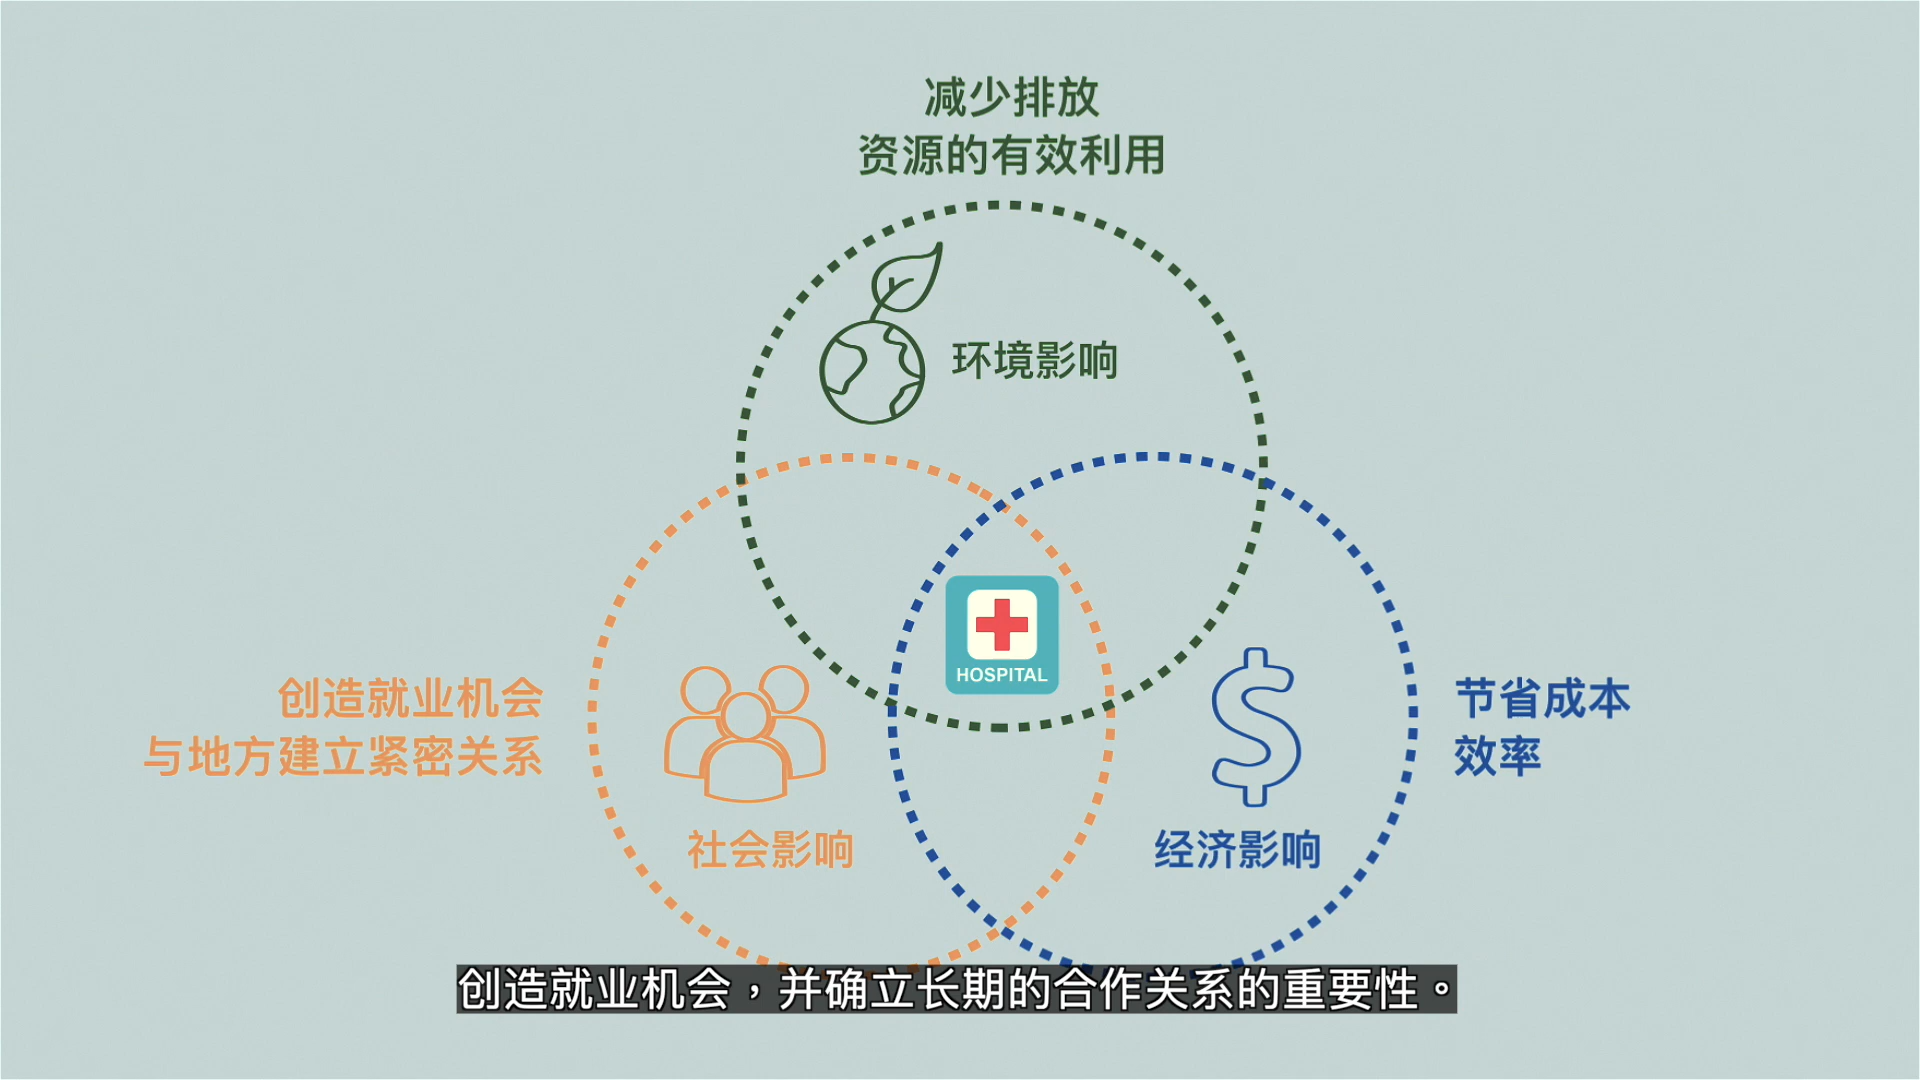 减少排放
资源的有效利用
环境影响
HOSPITAL
创造就业机会
与地方建立紧密关系
社会影响
节省成本
效率
经济影响
创造就业机会，并确立长期的合作关系的重要性。